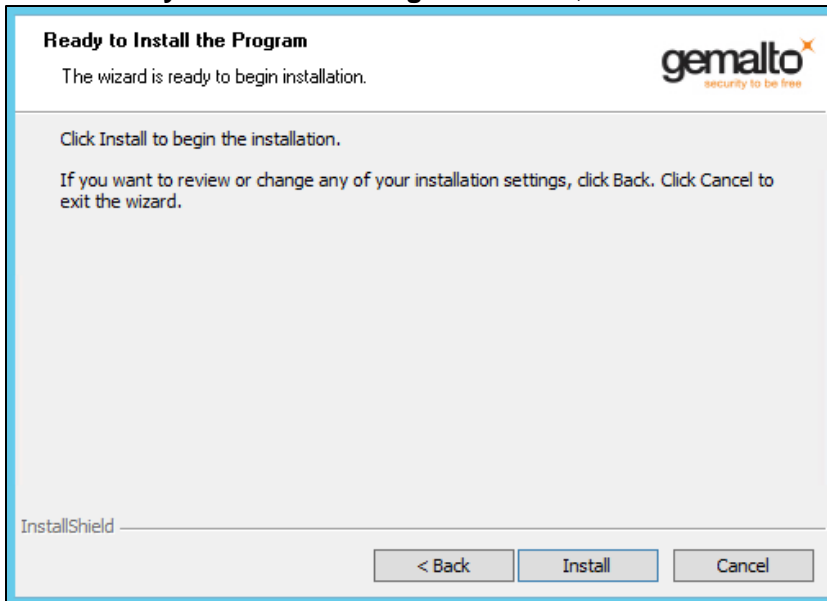 Ready to Install the Program
The wizard is ready to begin installation.
gemalto
security to be free
Click Install to begin the installation.
If you want to review or change any of your installation settings, click Back. Click Cancel to
exit the wizard.
InstallShield
< Back
Install
Cancel